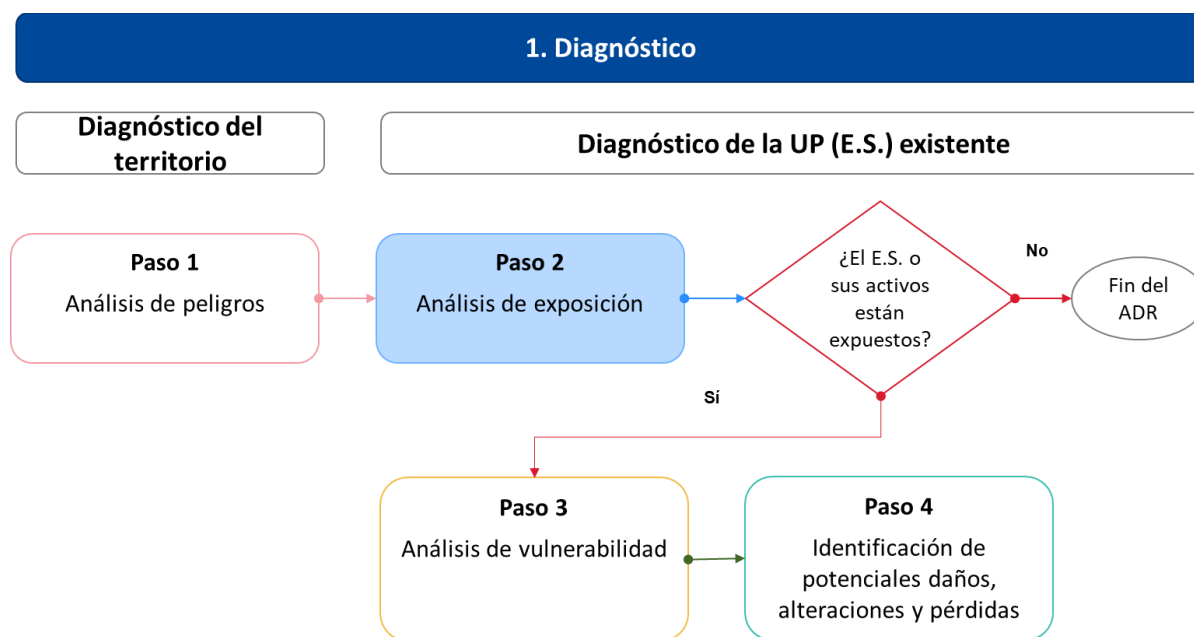 1. Diagnóstico
Diagnóstico del
territorio
Diagnóstico de la UP (E.S.) existente
Paso 1
Análisis de peligros
Paso 2
Análisis de exposición
¿El E.S. o
sus activos
están
expuestos?
No
Fin del
ADR
Sí
Paso 3
Análisis de vulnerabilidad
Paso 4
Identificación de
potenciales daños,
alteraciones y pérdidas